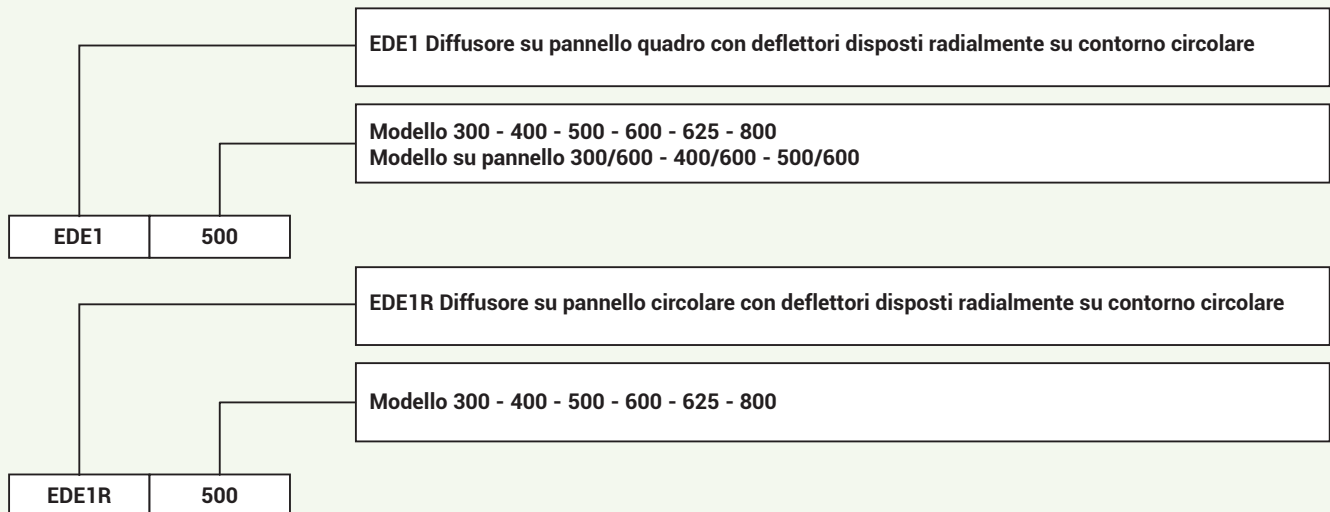 EDE1 Diffusore su pannello quadro con deflettori disposti radialmente su contorno circolare
Modello 300 - 400 - 500 - 600 - 625 - 800
Modello su pannello 300/600 - 400/600 - 500/600
EDE1 500
EDE1R Diffusore su pannello circolare con deflettori disposti radialmente su contorno circolare
Modello 300 - 400 - 500 - 600 - 625 - 800
EDE1R 500